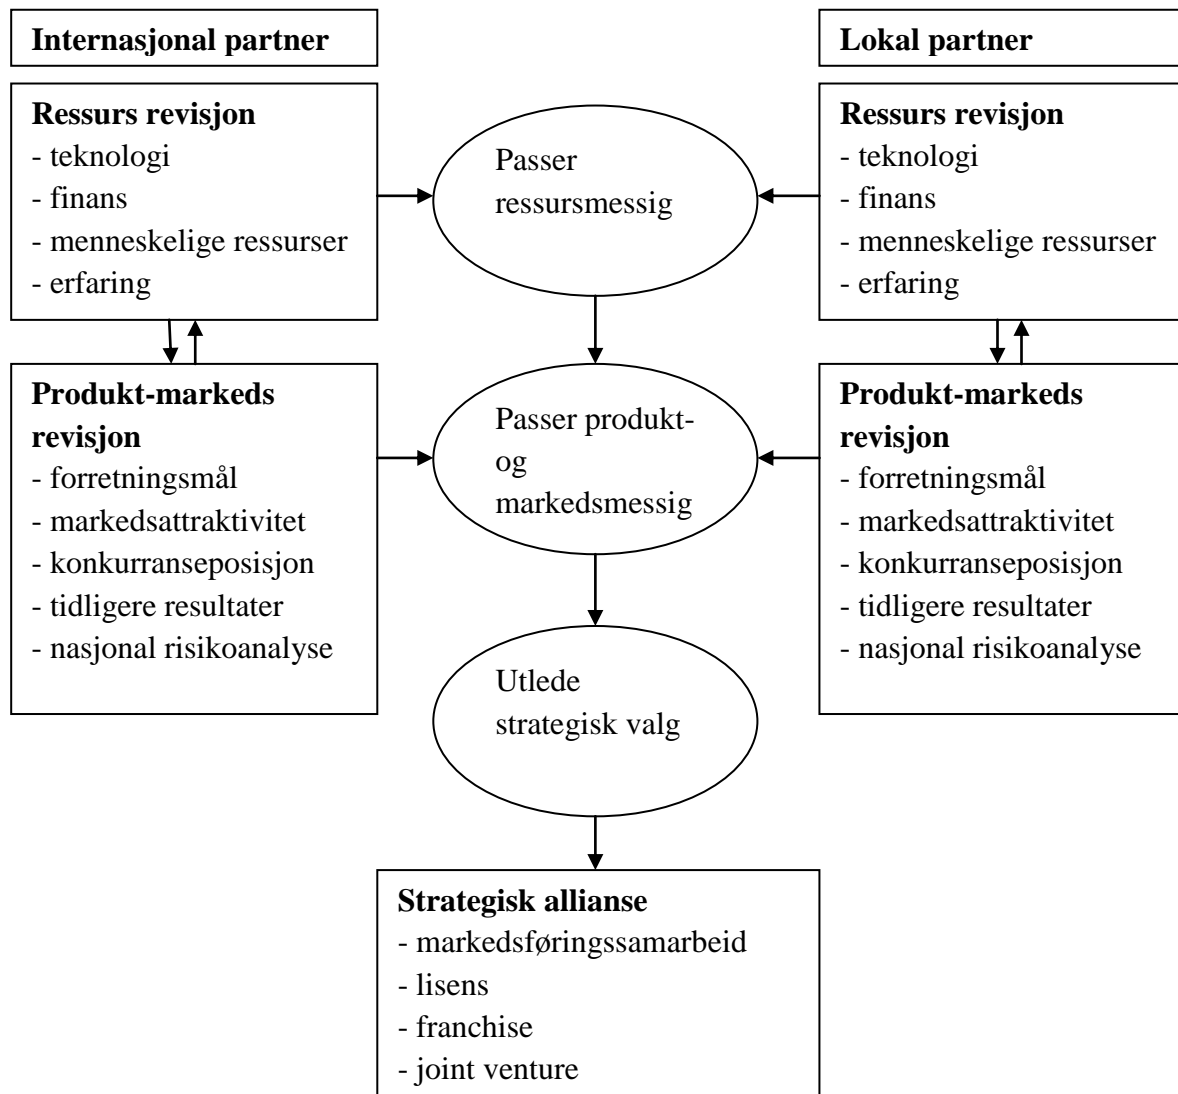 Internasjonal partner
Lokal partner
Ressurs revisjon
- teknologi
- finans
- menneskelige ressurser
- erfaring
Passer
ressursmessig
Ressurs revisjon
- teknologi
- finans
- menneskelige ressurser
- erfaring
Produkt-markeds
revisjon
- forretningsmål
- markedsattraktivitet
- konkurranseposisjon
- tidligere resultater
- nasjonal risikoanalyse
Passer produkt-
og
markedsmessig
Produkt-markeds
revisjon
- forretningsmål
- markedsattraktivitet
- konkurranseposisjon
- tidligere resultater
- nasjonal risikoanalyse
Utlede
strategisk valg
Strategisk allianse
- markedsføringssamarbeid
- lisens
- franchise
- joint venture